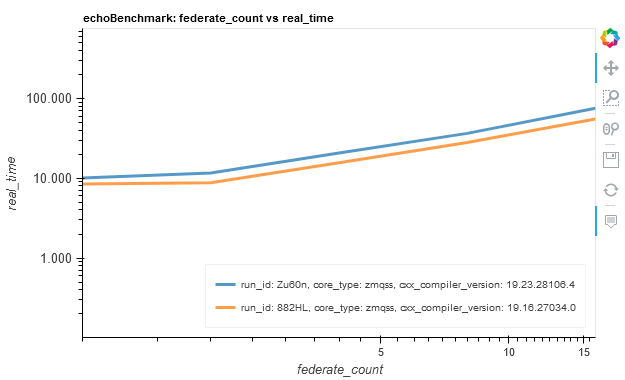 echoBenchmark: federate_count vs real_time
real_time
100.000
10.000
1.000
run_id: Zu60n, core_type: zmqss, cxx_compiler_version: 19.23.28106.4
run_id: 882HL, core_type: zmqss, cxx_compiler_version: 19.16.27034.0
5 10 15
federate_count